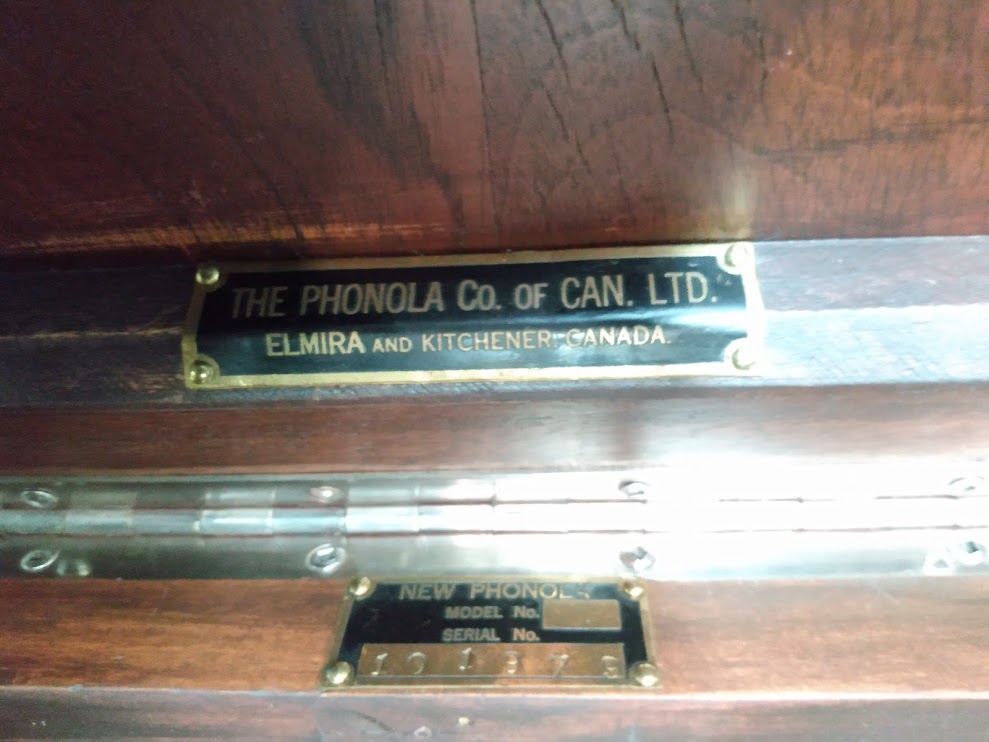 THE PHONOLA Co. OF CAN. LTD.
ELMIRA AND KITCHENER, CANADA.
NEW PHONOLA
MODEL No.
SERIAL No.